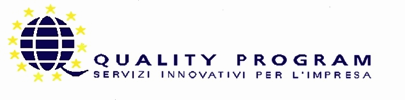 QUALITY PROGRAM
SERVIZI INNOVATIVI PER L'IMPRESA